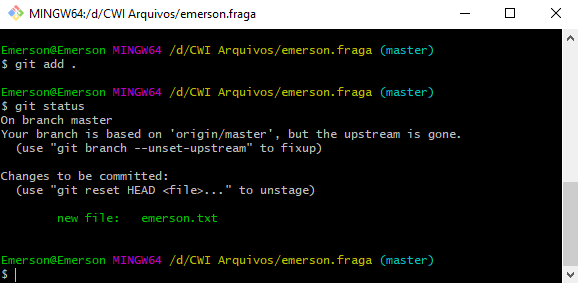 MINGW64:/d/CWI Arquivos/emerson.fraga
Emerson@Emerson MINGW64 /d/CWI Arquivos/emerson.fraga (master)
$ git add .
Emerson@Emerson MINGW64 /d/CWI Arquivos/emerson.fraga (master)
$ git status
On branch master
Your branch is based on 'origin/master', but the upstream is gone.
  (use "git branch --unset-upstream" to fixup)
Changes to be committed:
  (use "git reset HEAD <file>..." to unstage)
        new file:   emerson.txt
Emerson@Emerson MINGW64 /d/CWI Arquivos/emerson.fraga (master)
$